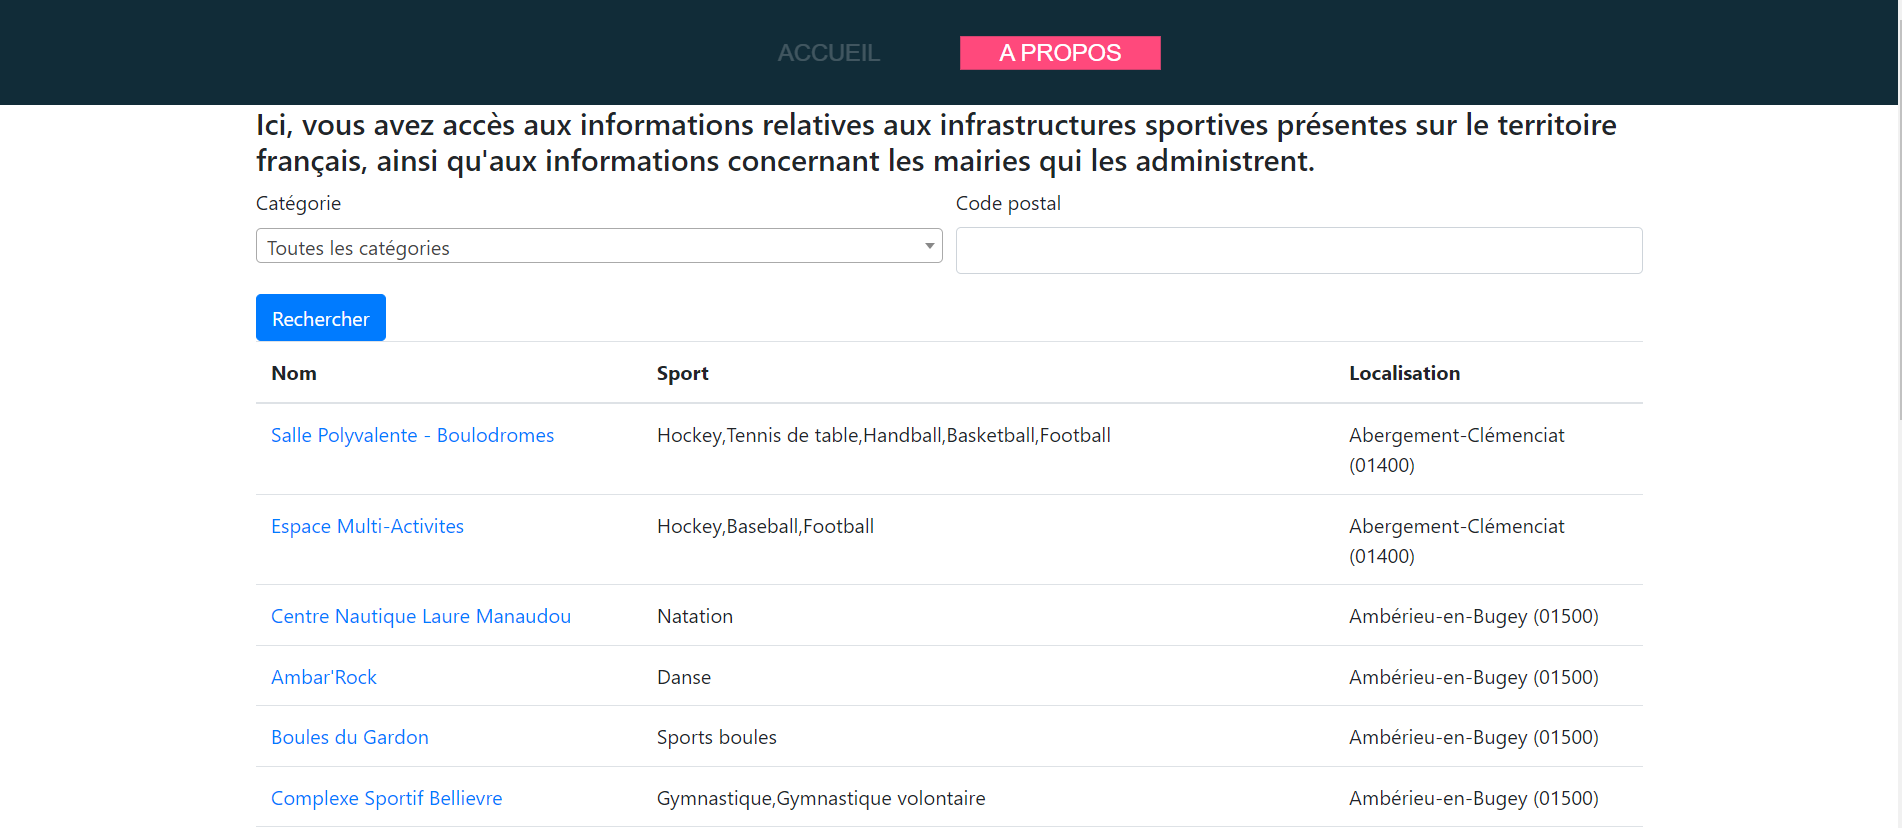 ACCUEIL A PROPOS
Ici, vous avez accès aux informations relatives aux infrastructures sportives présentes sur le territoire
français, ainsi qu'aux informations concernant les mairies qui les administrent.
Catégorie Code postal
Toutes les catégories
Rechercher
Nom Sport Localisation
Salle Polyvalente - Boulodromes Hockey,Tennis de table,Handball,Basketball,Football Abergement-Clémenciat
(01400)
Espace Multi-Activites Hockey,Baseball,Football Abergement-Clémenciat
(01400)
Centre Nautique Laure Manaudou Natation Ambérieu-en-Bugey (01500)
Ambar'Rock Danse Ambérieu-en-Bugey (01500)
Boules du Gardon Sports boules Ambérieu-en-Bugey (01500)
Complexe Sportif Bellievre Gymnastique,Gymnastique volontaire Ambérieu-en-Bugey (01500)